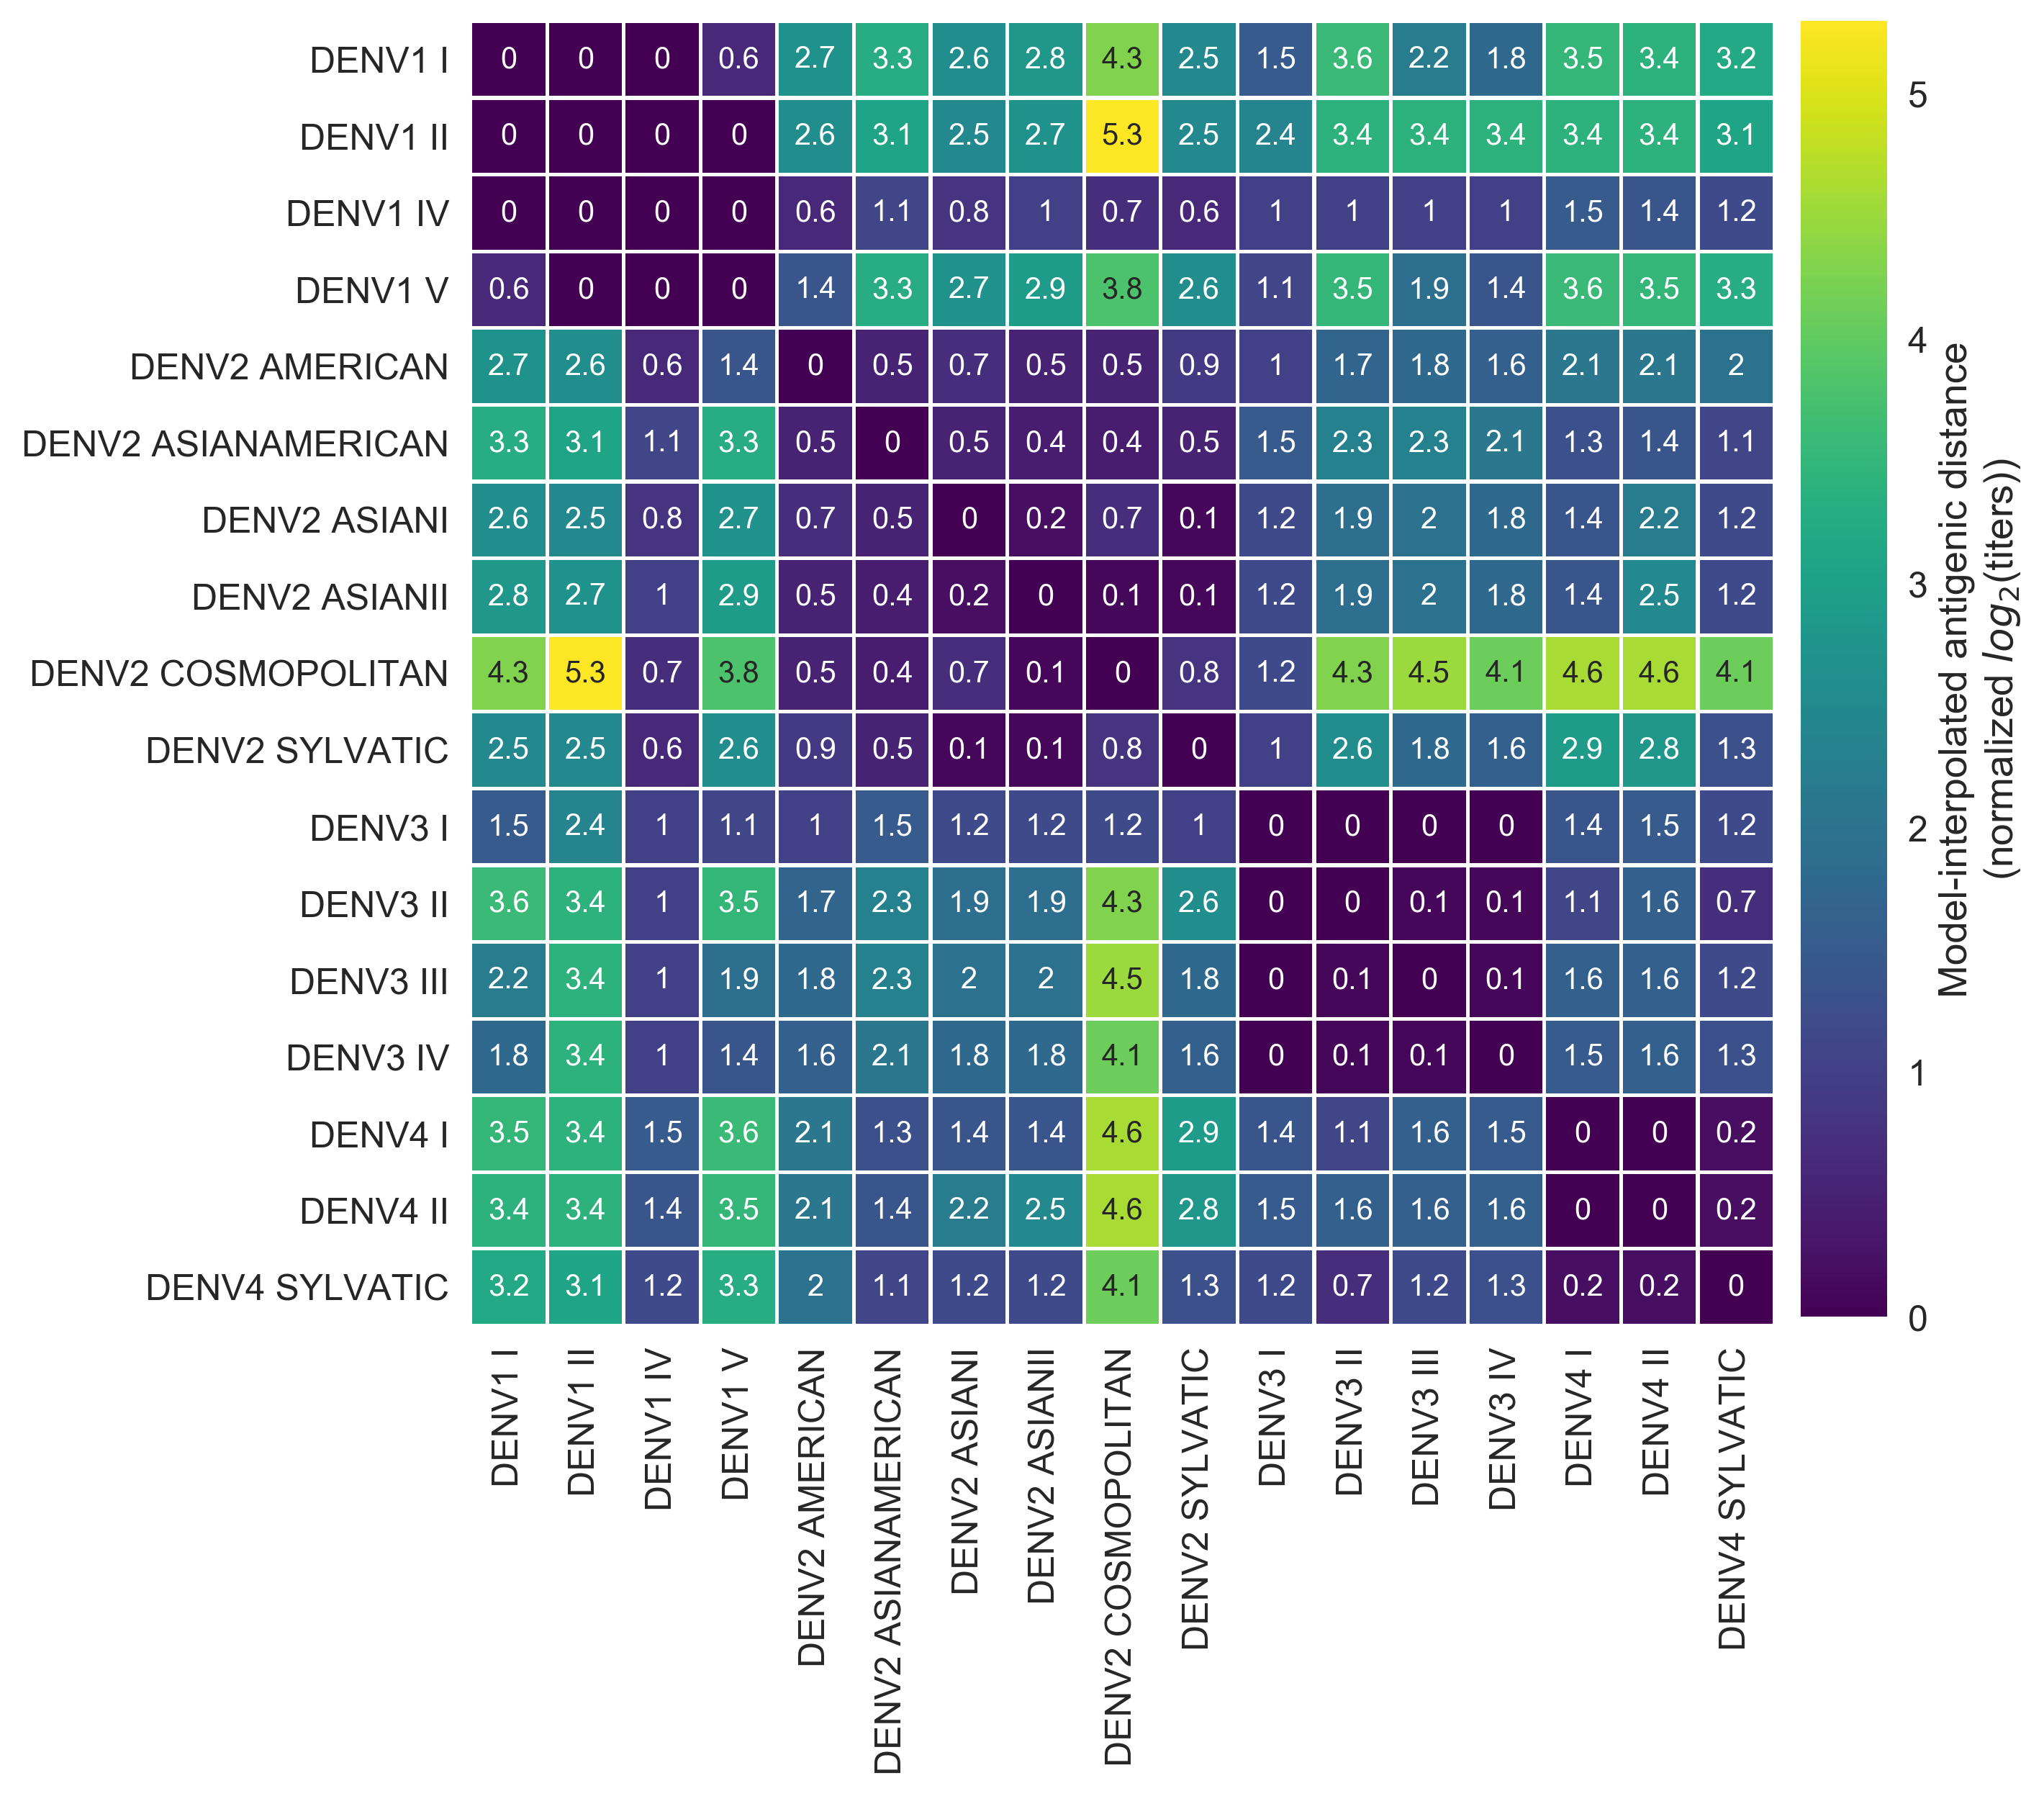 DENV1 I 0 0 0 0.6 2.7 3.3 2.6 2.8 4.3 2.5 1.5 3.6 2.2 1.8 3.5 3.4 3.2
DENV1 II 0 0 0 0 2.6 3.1 2.5 2.7 5.3 2.5 2.4 3.4 3.4 3.4 3.4 3.4 3.1
DENV1 IV 0 0 0 0 0.6 1.1 0.8 1 0.7 0.6 1 1 1 1 1.5 1.4 1.2
DENV1 V 0.6 0 0 0 1.4 3.3 2.7 2.9 3.8 2.6 1.1 3.5 1.9 1.4 3.6 3.5 3.3
DENV2 AMERICAN 2.7 2.6 0.6 1.4 0 0.5 0.7 0.5 0.5 0.9 1 1.7 1.8 1.6 2.1 2.1 2
DENV2 ASIANAMERICAN 3.3 3.1 1.1 3.3 0.5 0 0.5 0.4 0.4 0.5 1.5 2.3 2.3 2.1 1.3 1.4 1.1
DENV2 ASIANI 2.6 2.5 0.8 2.7 0.7 0.5 0 0.2 0.7 0.1 1.2 1.9 2 1.8 1.4 2.2 1.2
DENV2 ASIANII 2.8 2.7 1 2.9 0.5 0.4 0.2 0 0.1 0.1 1.2 1.9 2 1.8 1.4 2.5 1.2
DENV2 COSMOPOLITAN 4.3 5.3 0.7 3.8 0.5 0.4 0.7 0.1 0 0.8 1.2 4.3 4.5 4.1 4.6 4.6 4.1
DENV2 SYLVATIC 2.5 2.5 0.6 2.6 0.9 0.5 0.1 0.1 0.8 0 1 2.6 1.8 1.6 2.9 2.8 1.3
DENV3 I 1.5 2.4 1 1.1 1 1.5 1.2 1.2 1.2 1 0 0 0 0 1.4 1.5 1.2
DENV3 II 3.6 3.4 1 3.5 1.7 2.3 1.9 1.9 4.3 2.6 0 0 0.1 0.1 1.1 1.6 0.7
DENV3 III 2.2 3.4 1 1.9 1.8 2.3 2 2 4.5 1.8 0 0.1 0 0.1 1.6 1.6 1.2
DENV3 IV 1.8 3.4 1 1.4 1.6 2.1 1.8 1.8 4.1 1.6 0 0.1 0.1 0 1.5 1.6 1.3
DENV4 I 3.5 3.4 1.5 3.6 2.1 1.3 1.4 1.4 4.6 2.9 1.4 1.1 1.6 1.5 0 0 0.2
DENV4 II 3.4 3.4 1.4 3.5 2.1 1.4 2.2 2.5 4.6 2.8 1.5 1.6 1.6 1.6 0 0 0.2
DENV4 SYLVATIC 3.2 3.1 1.2 3.3 2 1.1 1.2 1.2 4.1 1.3 1.2 0.7 1.2 1.3 0.2 0.2 0
DENV1 I
DENV1 II
DENV1 IV
DENV1 V
DENV2 AMERICAN
DENV2 ASIANAMERICAN
DENV2 ASIANI
DENV2 ASIANII
DENV2 COSMOPOLITAN
DENV2 SYLVATIC
DENV3 I
DENV3 II
DENV3 III
DENV3 IV
DENV4 I
DENV4 II
DENV4 SYLVATIC
5
4
3
2
1
0
Model-interpolated antigenic distance
(normalized log₂(titers))